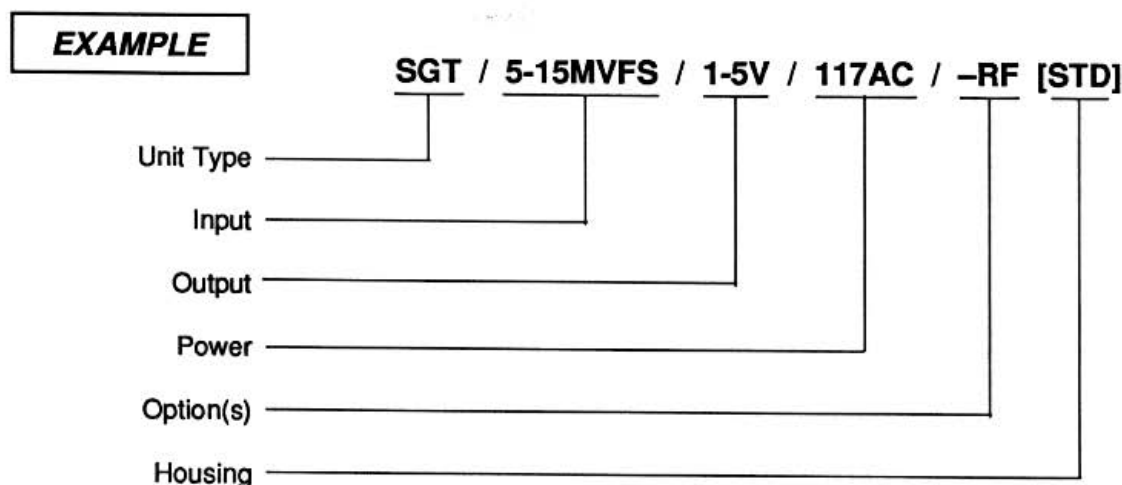 EXAMPLE
SGT / 5-15MVFS / 1-5V / 117AC / –RF [STD]
Unit Type
Input
Output
Power
Option(s)
Housing